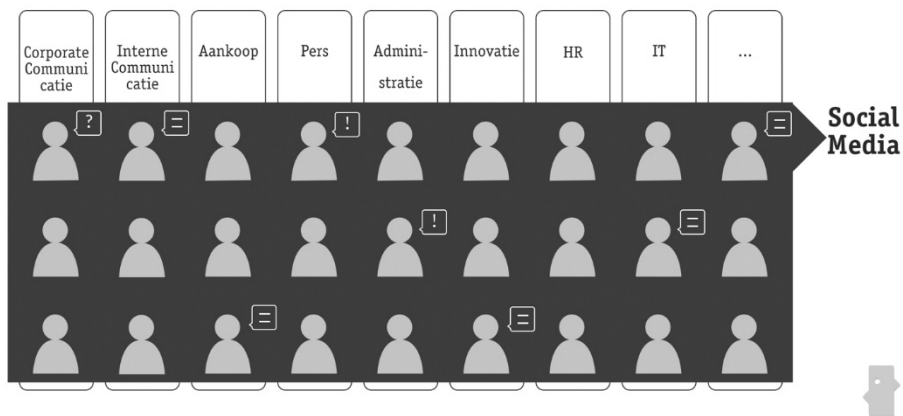 Corporate
Communi
catie
Interne
Communi
catie
Aankoop
Pers
Admini-
stratie
Innovatie
HR
IT
...
?
!
Social
Media
!